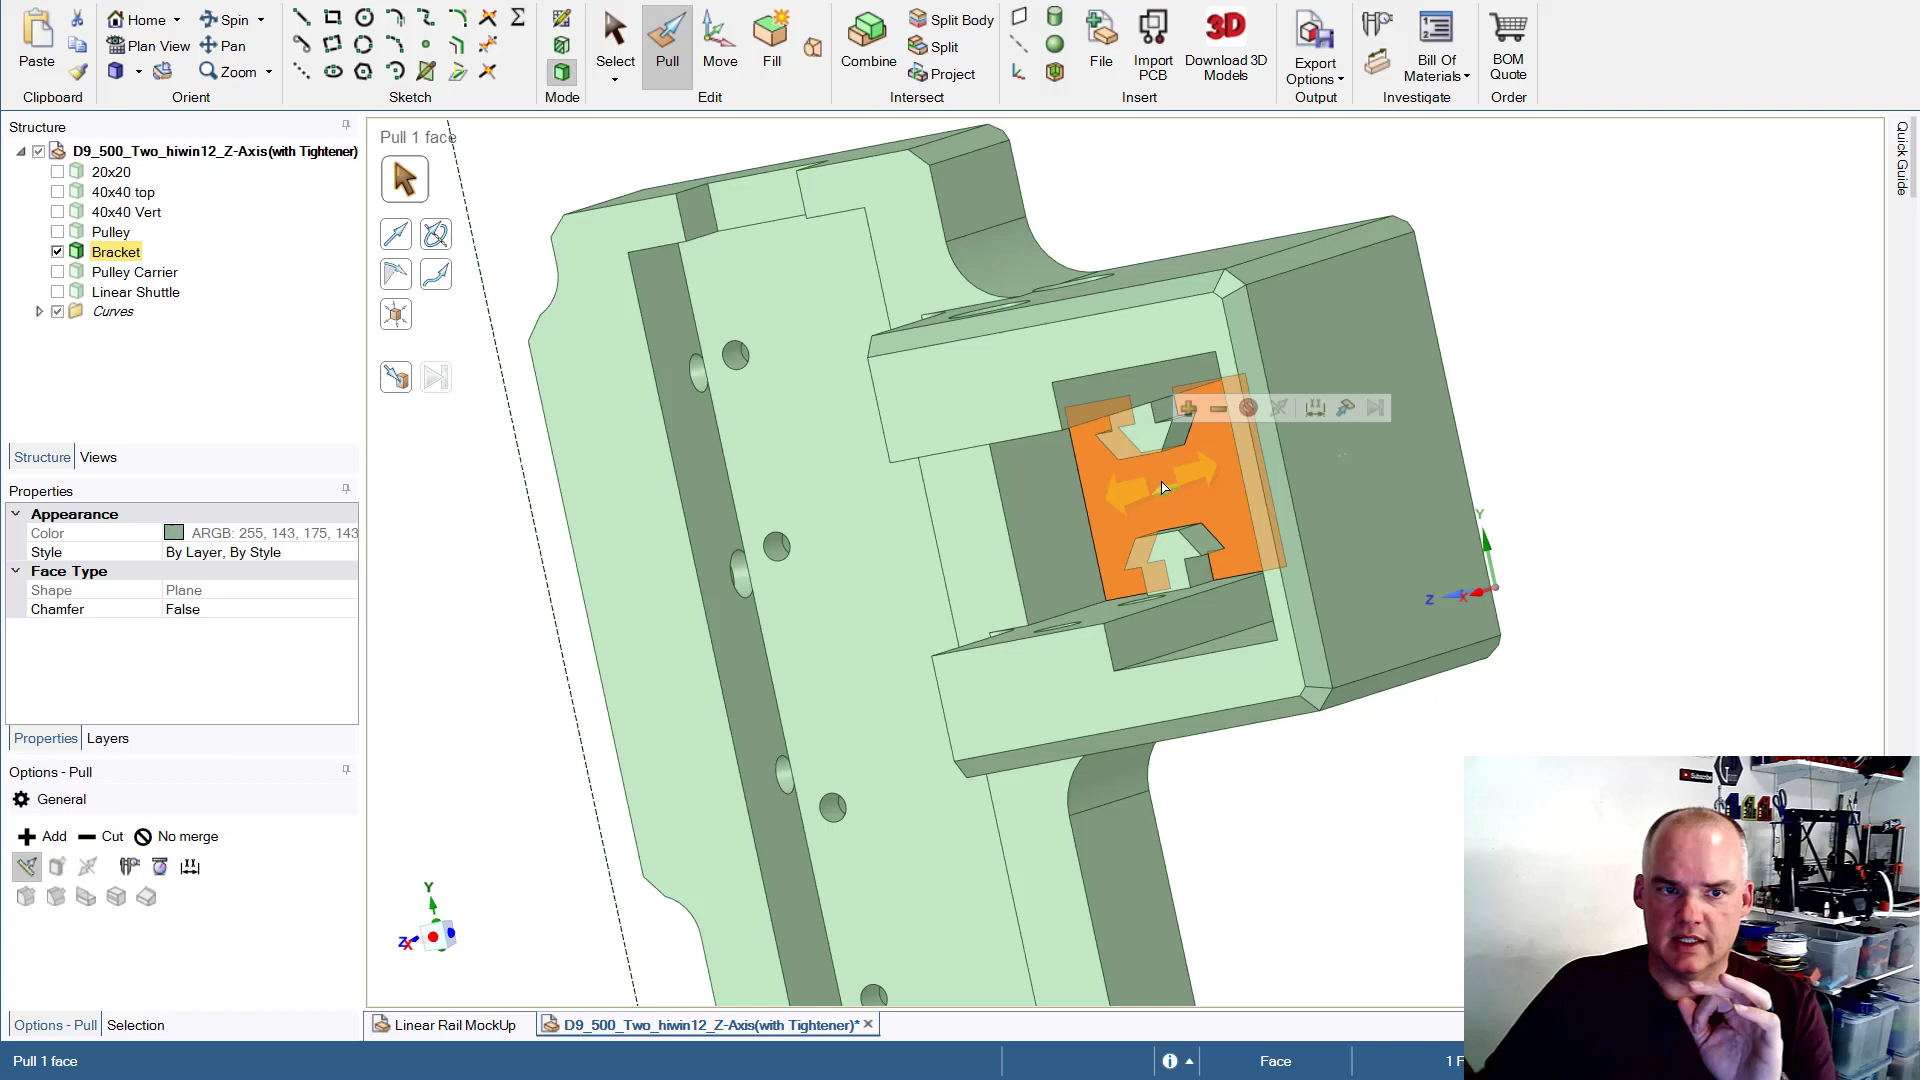 Paste
Clipboard
Home
Plan View
Spin
Pan
Zoom
Orient
Sketch
Mode
Select
Pull
Move
Fill
Edit
Combine
Split Body
Split
Project
Intersect
File
Import PCB
Download 3D Models
Insert
3D
Export Options
Output
Bill Of Materials
Investigate
BOM Quote
Order
Structure
D9_500_Two_hiwin12_Z-Axis(with Tightener)
20x20
40x40 top
40x40 Vert
Pulley
Bracket
Pulley Carrier
Linear Shuttle
Curves
Structure
Views
Properties
Appearance
Color ARGB: 255, 143, 175, 143
Style By Layer, By Style
Face Type
Shape Plane
Chamfer False
Properties
Layers
Options - Pull
General
Add
Cut
No merge
Options - Pull
Selection
Pull 1 face
Quick Guide
Y
Z
X
Y
Z
X
Subscribe
Linear Rail MockUp
D9_500_Two_hiwin12_Z-Axis(with Tightener)*
Pull 1 face
Face
1 F